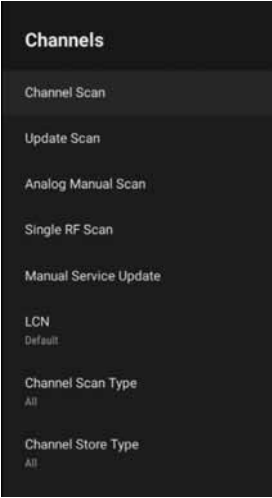 Channels
Channel Scan
Update Scan
Analog Manual Scan
Single RF Scan
Manual Service Update
LCN
Default
Channel Scan Type
All
Channel Store Type
All